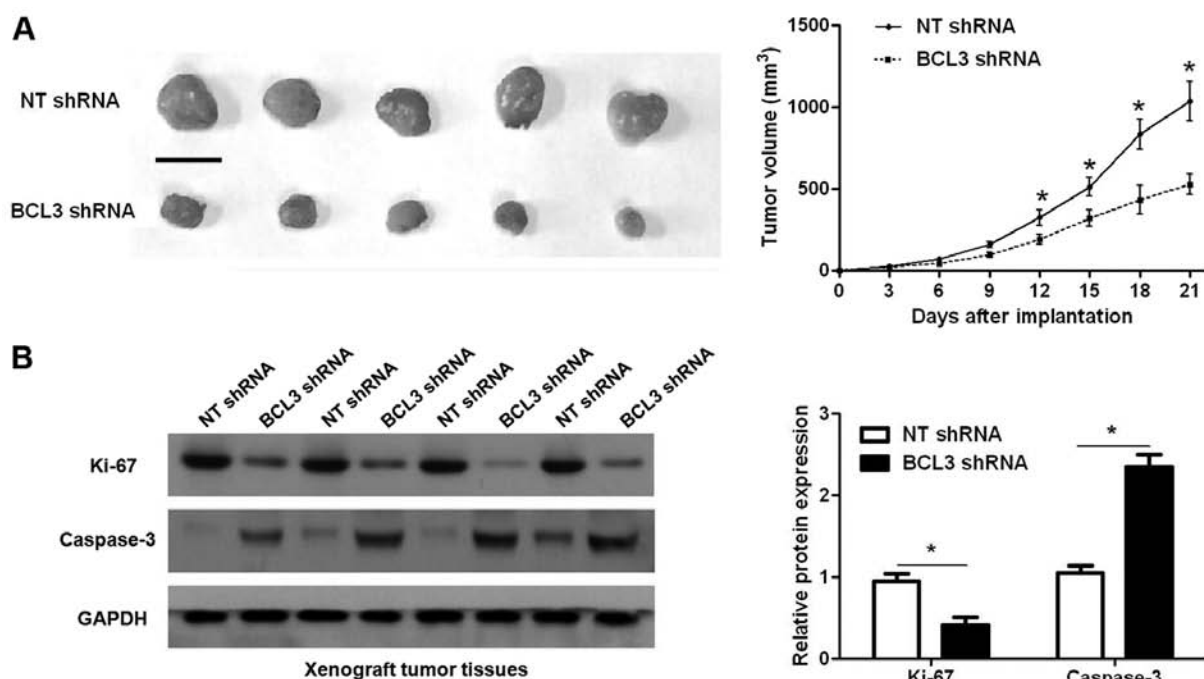 A
NT shRNA
BCL3 shRNA
1500
1000
500
0
Tumor volume (mm³)
NT shRNA
BCL3 shRNA
*
*
*
*
0 3 6 9 12 15 18 21
Days after implantation
B
NT shRNA BCL3 shRNA NT shRNA BCL3 shRNA NT shRNA BCL3 shRNA NT shRNA BCL3 shRNA
Ki-67
Caspase-3
GAPDH
Xenograft tumor tissues
3
2
1
0
Relative protein expression
NT shRNA
BCL3 shRNA
*
*
Ki-67 Caspase-3